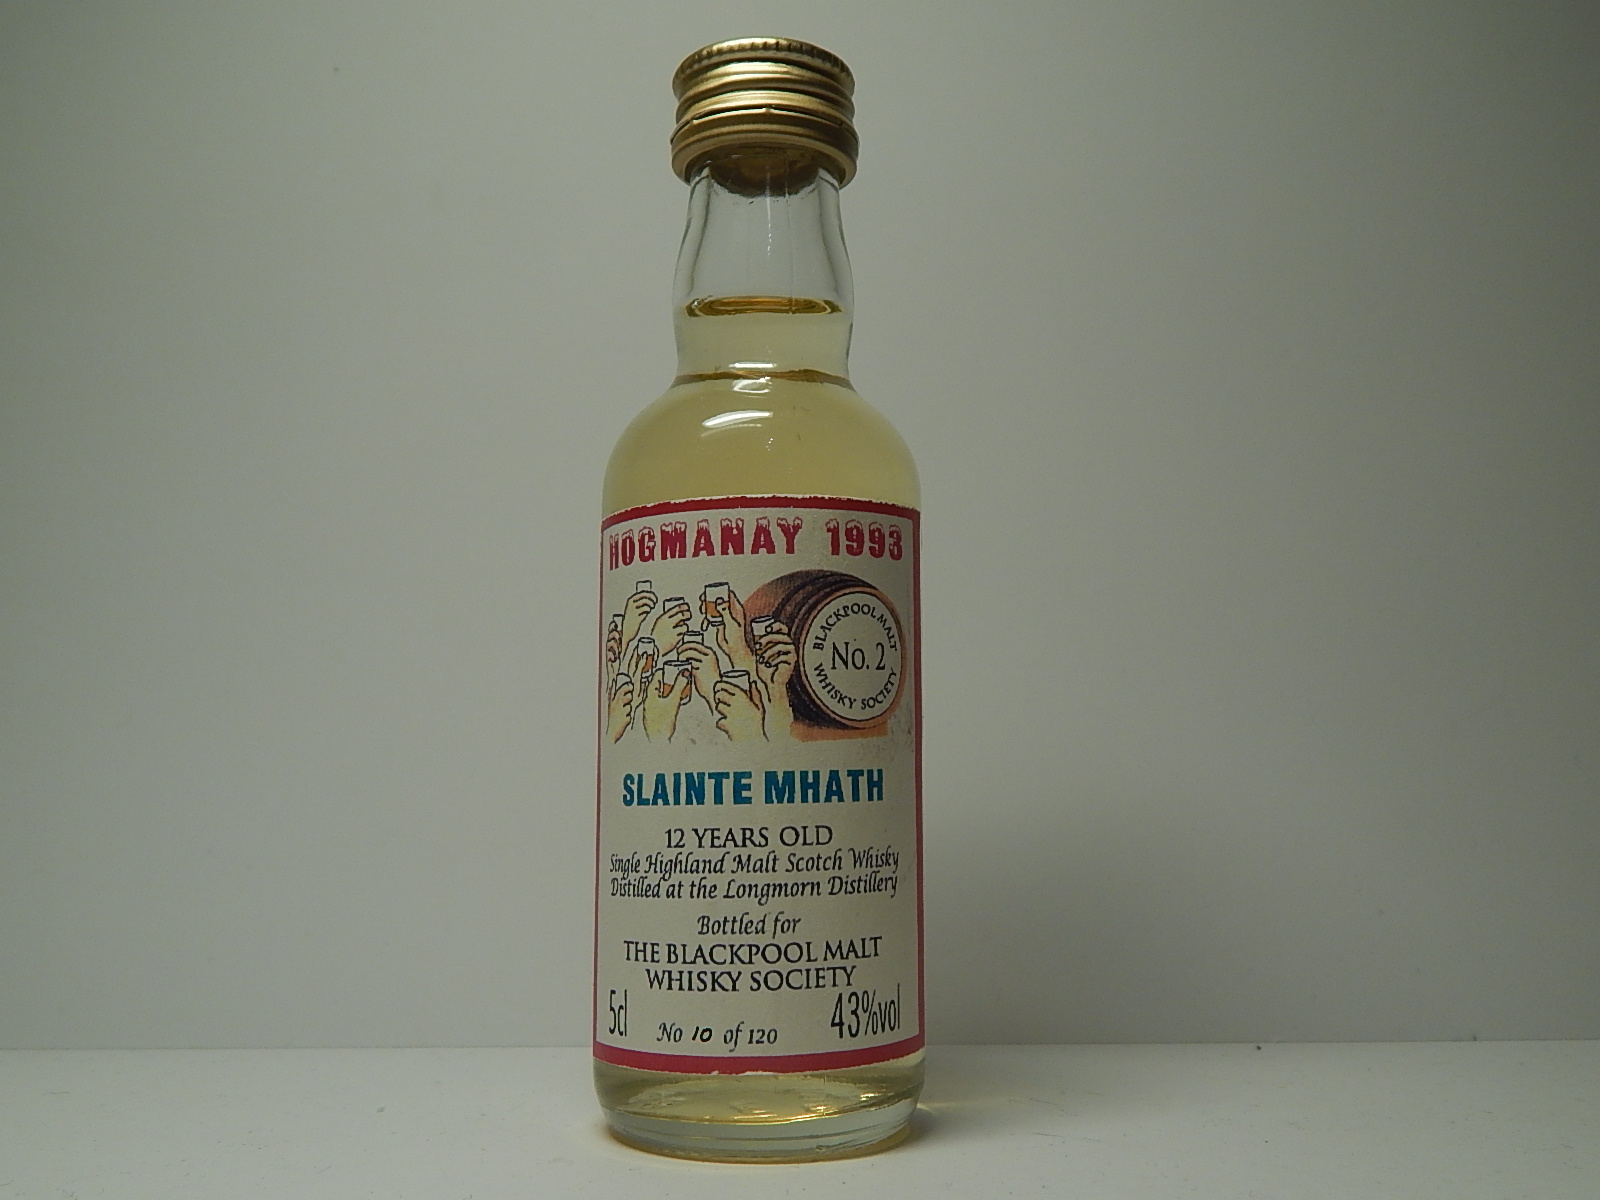 HOGMANAY 1993
BLACKPOOL MALT
No. 2
WHISKY SOCIETY
SLAINTE MHATH
12 YEARS OLD
Single Highland Malt Scotch Whisky
Distilled at the Longmorn Distillery
Bottled for
THE BLACKPOOL MALT
WHISKY SOCIETY
5cl No 10 of 120 43%vol